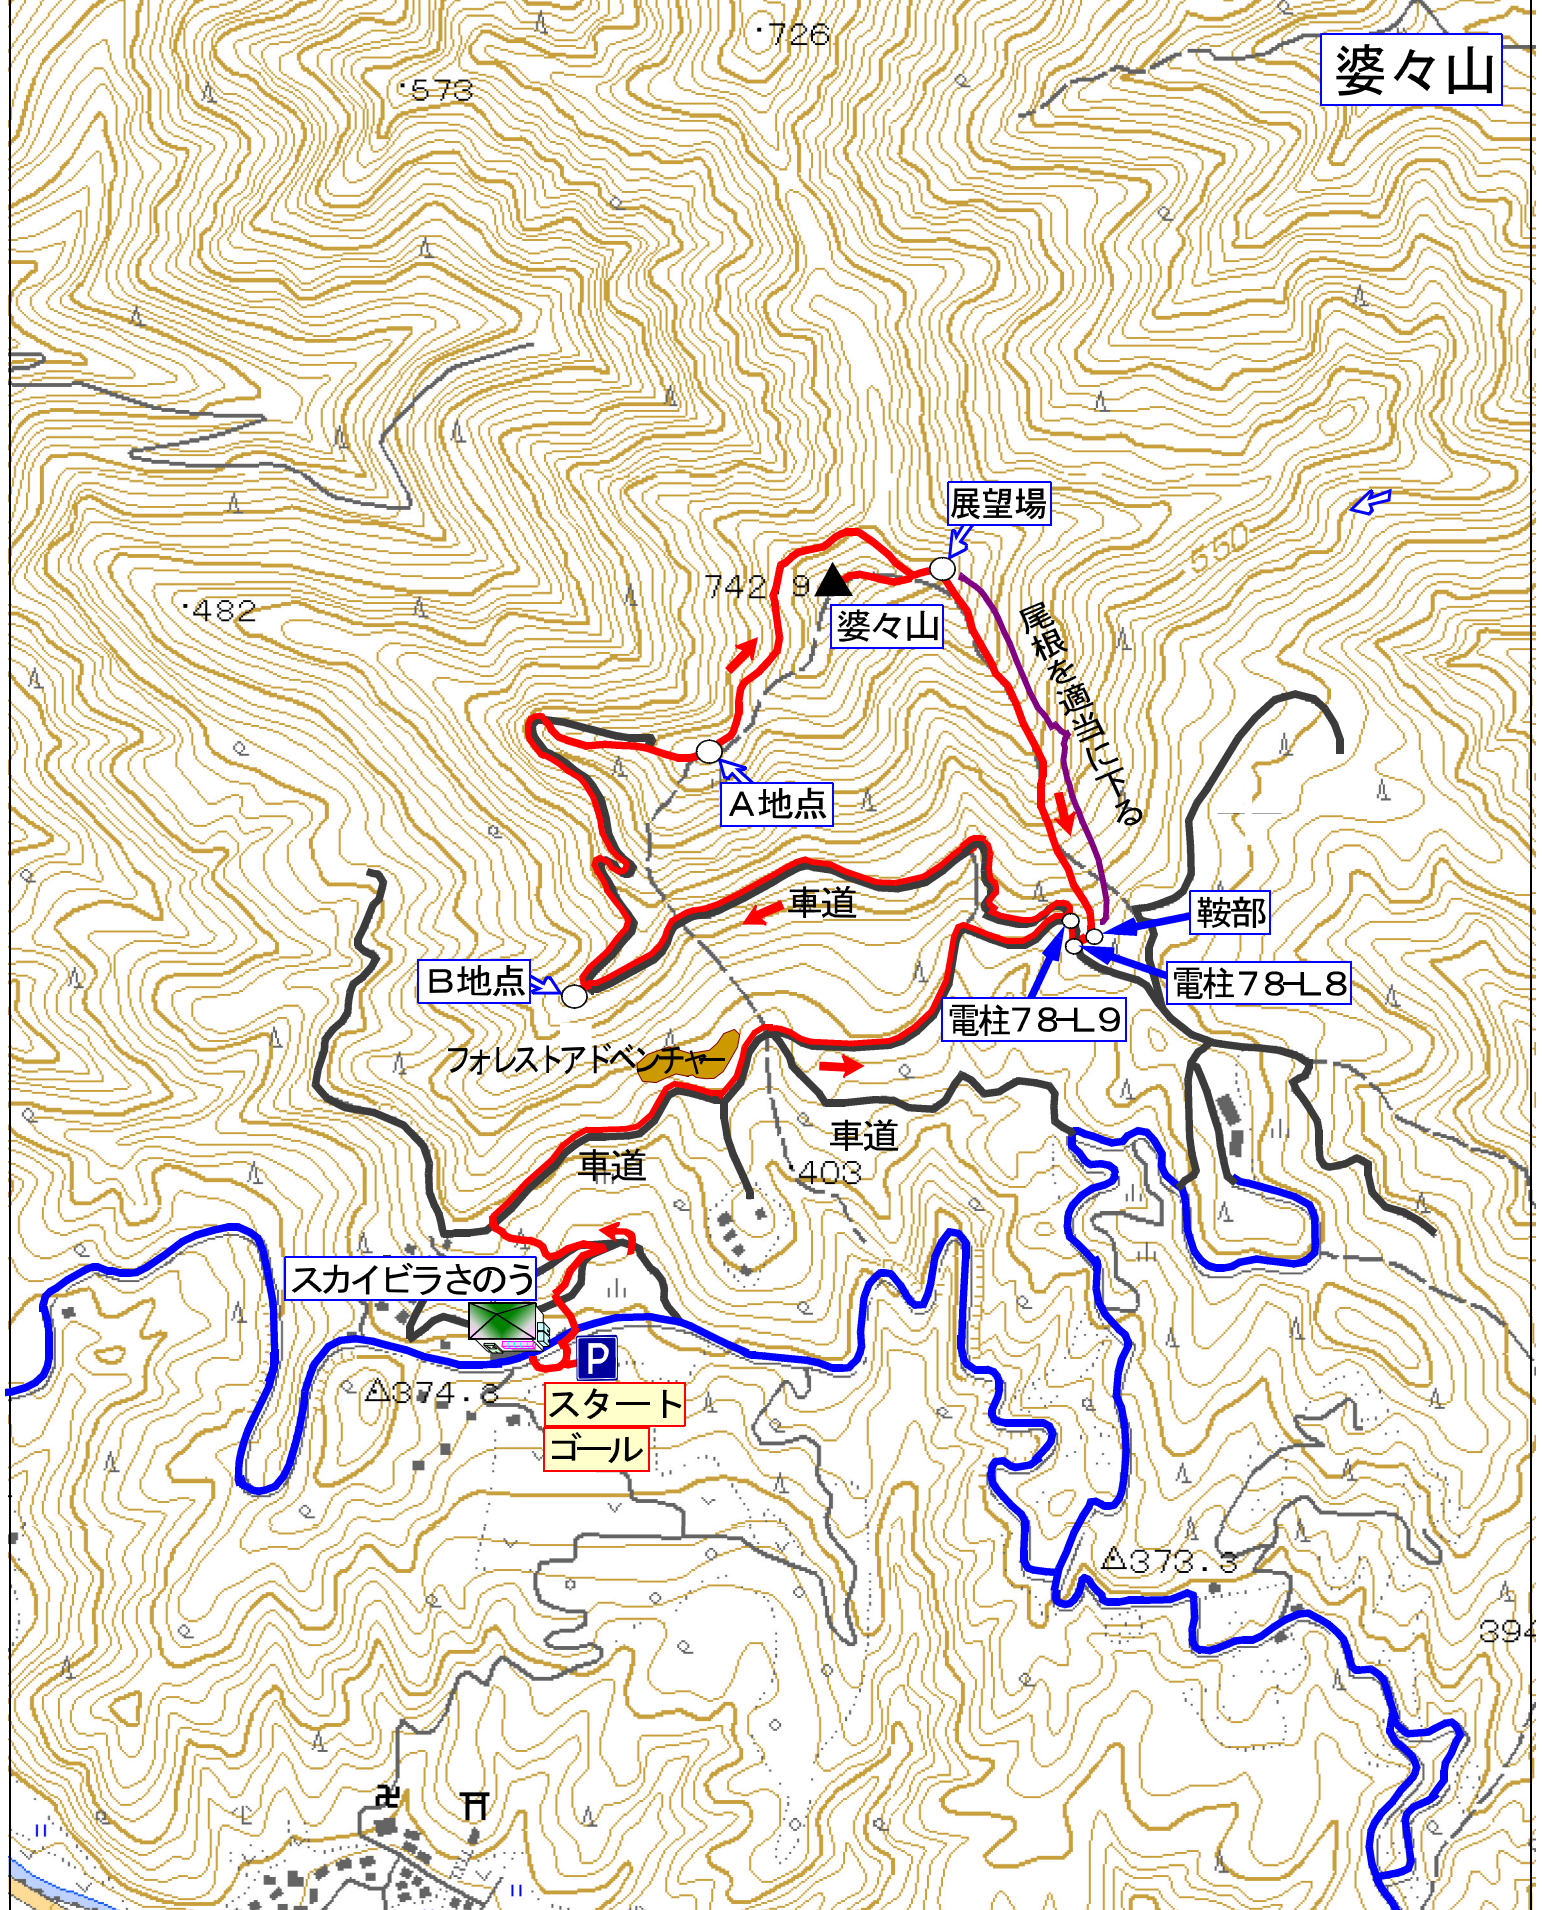 ・726
婆々山
・573
展望場
550
742.9
・482
婆々山
尾根を適当に下る
A地点
車道
鞍部
B地点
電柱78-L8
電柱78-L9
フォレストアドベンチャー
車道
車道
・403
スカイビラさのう
P
374.3
スタート
ゴール
373.3
394